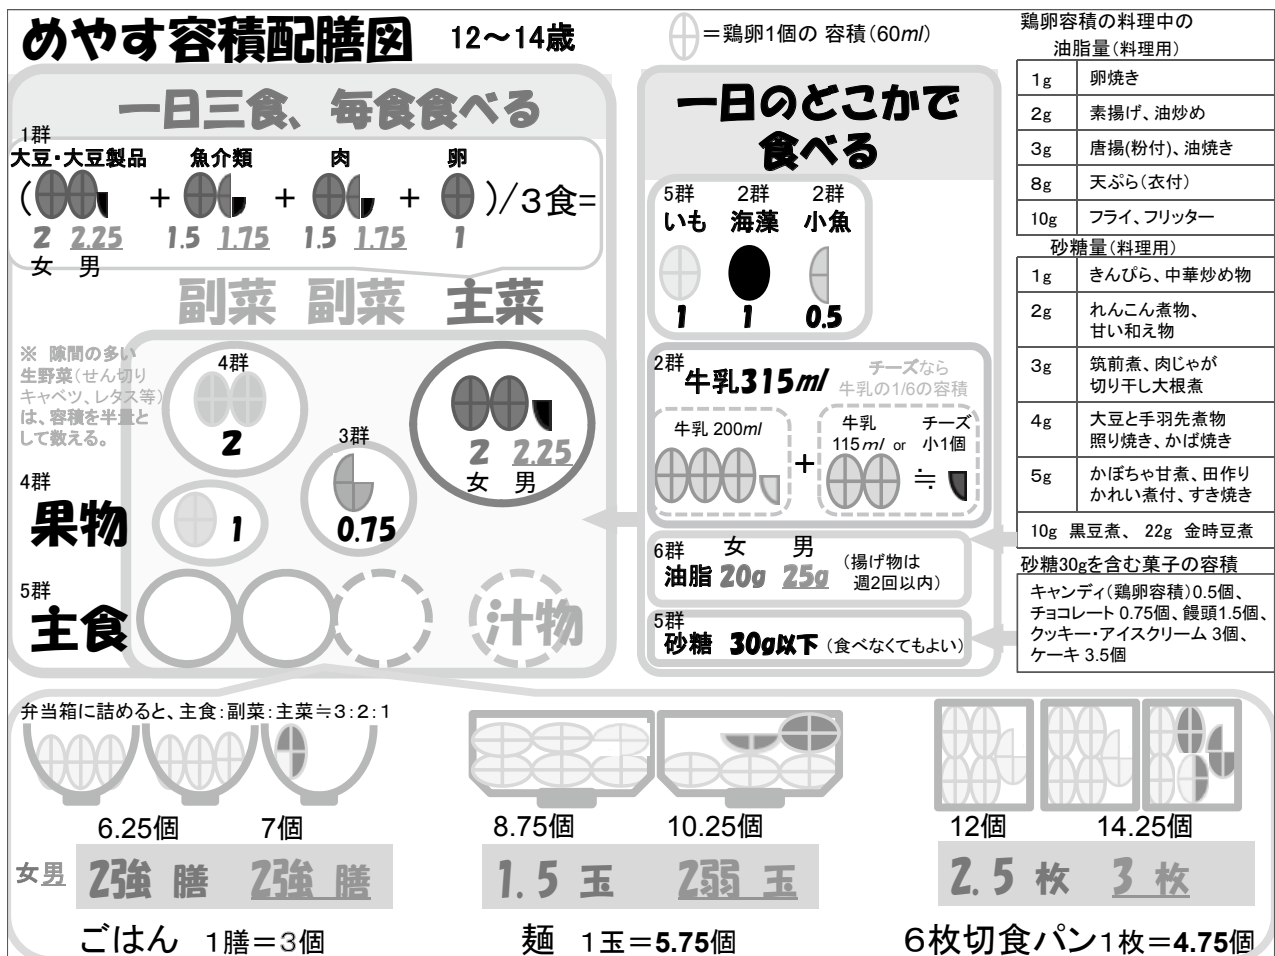 めやす容積配膳図 12～14歳
=鶏卵1個の 容積(60ml)
一日三食、毎食食べる
1群
大豆・大豆製品 魚介類 肉 卵
( + + + )/3食=
2 2.25 1.5 1.75 1.5 1.75 1
女 男
副菜 副菜 主菜
※ 隙間の多い
生野菜(せん切り
キャベツ、レタス等)
は、容積を半量と
して数える。
4群
2
3群
0.75
2 2.25
女 男
4群
果物 1
5群
主食 汁物
一日のどこかで
食べる
5群 2群 2群
いも 海藻 小魚
1 1 0.5
2群
牛乳315ml
チーズなら
牛乳の1/6の容積
牛乳 200ml
+
牛乳 チーズ
115ml or 小1個
≒
6群 女 男
油脂 20g 25g
(揚げ物は
週2回以内)
5群
砂糖 30g以下 (食べなくてもよい)
鶏卵容積の料理中の
油脂量(料理用)
1g 卵焼き
2g 素揚げ、油炒め
3g 唐揚(粉付)、油焼き
8g 天ぷら(衣付)
10g フライ、フリッター
砂糖量(料理用)
1g きんぴら、中華炒め物
2g れんこん煮物、
甘い和え物
3g 筑前煮、肉じゃが
切り干し大根煮
4g 大豆と手羽先煮物
照り焼き、かば焼き
5g かぼちゃ甘煮、田作り
かれい煮付、すき焼き
10g 黒豆煮、 22g 金時豆煮
砂糖30gを含む菓子の容積
キャンディ(鶏卵容積)0.5個、
チョコレート 0.75個、饅頭1.5個、
クッキー・アイスクリーム 3個、
ケーキ 3.5個
弁当箱に詰めると、主食:副菜:主菜≒3:2:1
6.25個 7個
8.75個 10.25個
12個 14.25個
女男
2強 膳 2強 膳
1.5 玉 2弱 玉
2.5 枚 3 枚
ごはん 1膳=3個
麺 1玉=5.75個
6枚切食パン1枚=4.75個